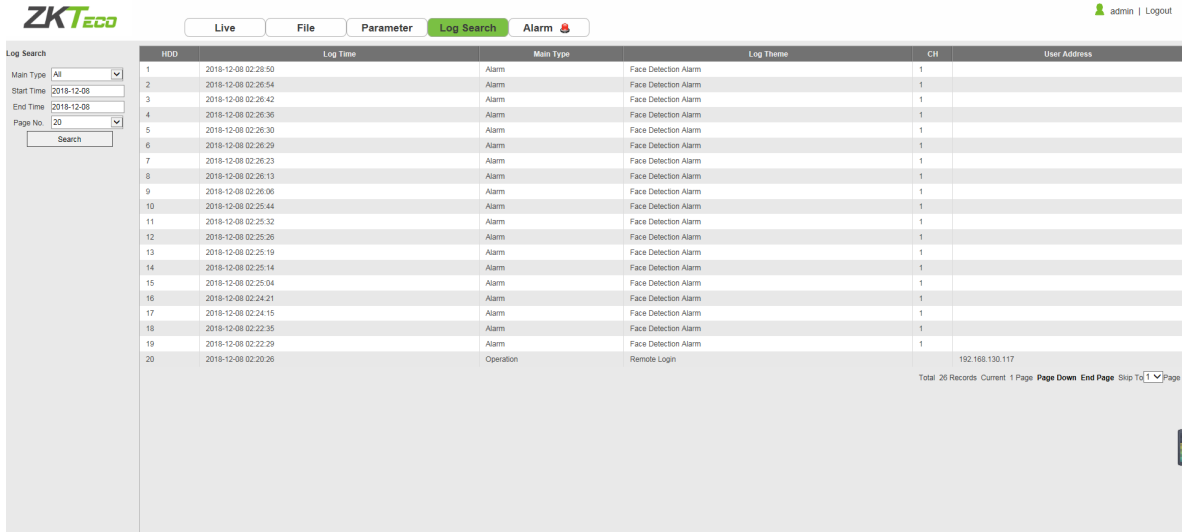 ZKTECO
admin | Logout
Live File Parameter Log Search Alarm
Log Search
Main Type All
Start Time 2018-12-08
End Time 2018-12-08
Page No. 20
Search
HDD Log Time Main Type Log Theme CH User Address
1 2018-12-08 02:28:50 Alarm Face Detection Alarm 1
2 2018-12-08 02:26:54 Alarm Face Detection Alarm 1
3 2018-12-08 02:26:42 Alarm Face Detection Alarm 1
4 2018-12-08 02:26:36 Alarm Face Detection Alarm 1
5 2018-12-08 02:26:30 Alarm Face Detection Alarm 1
6 2018-12-08 02:26:29 Alarm Face Detection Alarm 1
7 2018-12-08 02:26:23 Alarm Face Detection Alarm 1
8 2018-12-08 02:26:13 Alarm Face Detection Alarm 1
9 2018-12-08 02:26:06 Alarm Face Detection Alarm 1
10 2018-12-08 02:25:44 Alarm Face Detection Alarm 1
11 2018-12-08 02:25:32 Alarm Face Detection Alarm 1
12 2018-12-08 02:25:26 Alarm Face Detection Alarm 1
13 2018-12-08 02:25:19 Alarm Face Detection Alarm 1
14 2018-12-08 02:25:14 Alarm Face Detection Alarm 1
15 2018-12-08 02:25:04 Alarm Face Detection Alarm 1
16 2018-12-08 02:24:21 Alarm Face Detection Alarm 1
17 2018-12-08 02:24:15 Alarm Face Detection Alarm 1
18 2018-12-08 02:22:35 Alarm Face Detection Alarm 1
19 2018-12-08 02:22:29 Alarm Face Detection Alarm 1
20 2018-12-08 02:20:26 Operation Remote Login 192.168.130.117
Total 26 Records Current 1 Page Page Down End Page Skip To 1 Page